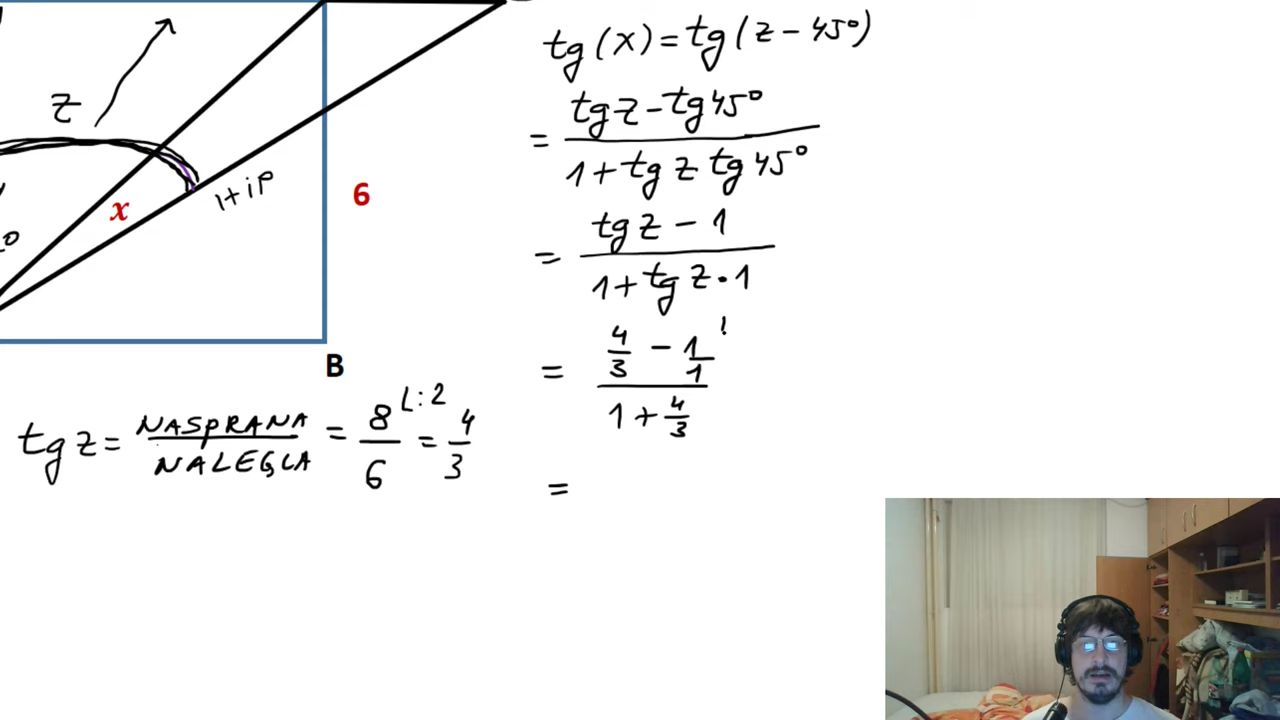 z
x
1+iP
6
B
tg z = NASPRANA / NALEGLA = 8 / 6 L:2 = 4/3
tg(x) = tg(z - 45°)
= tg z - tg 45° / 1 + tg z tg 45°
= tg z - 1 / 1 + tg z · 1
= 4/3 - 1/1 / 1 + 4/3
=